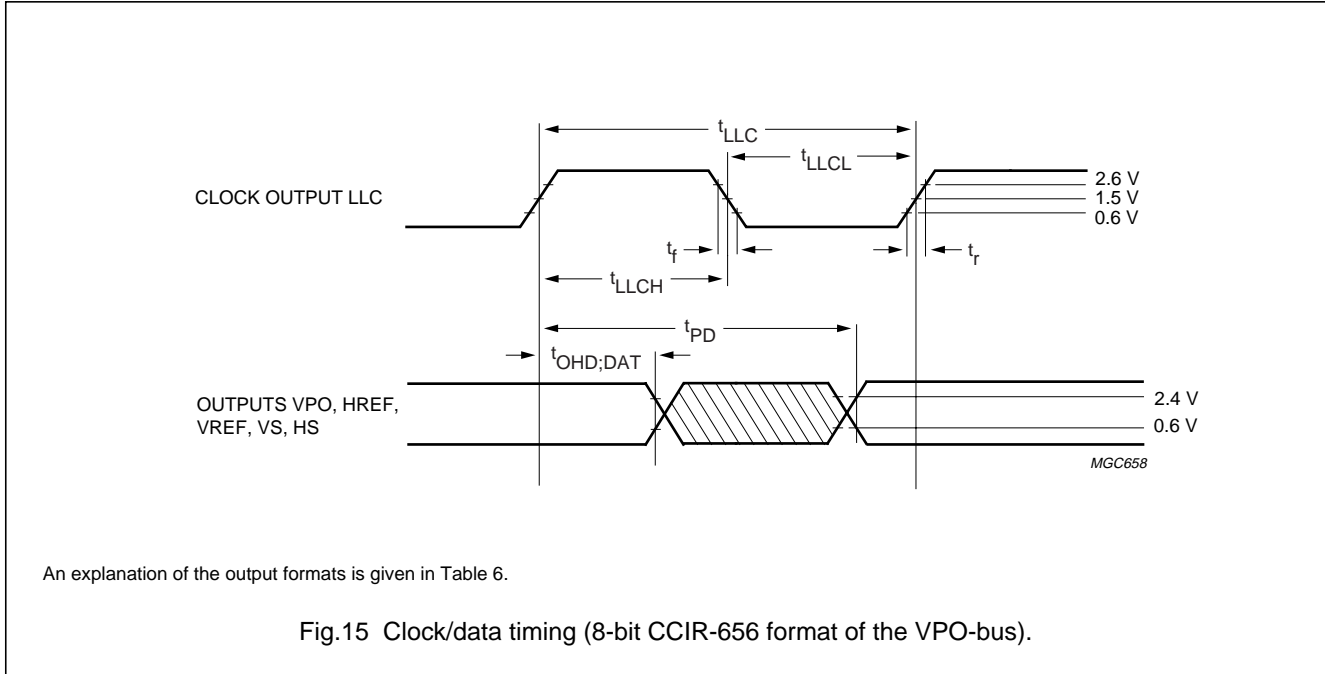 tLLC
tLLCL
CLOCK OUTPUT LLC
2.6 V
1.5 V
0.6 V
tf
tr
tLLCH
tPD
tOHD;DAT
OUTPUTS VPO, HREF,
VREF, VS, HS
2.4 V
0.6 V
MGC658
An explanation of the output formats is given in Table 6.
Fig.15 Clock/data timing (8-bit CCIR-656 format of the VPO-bus).